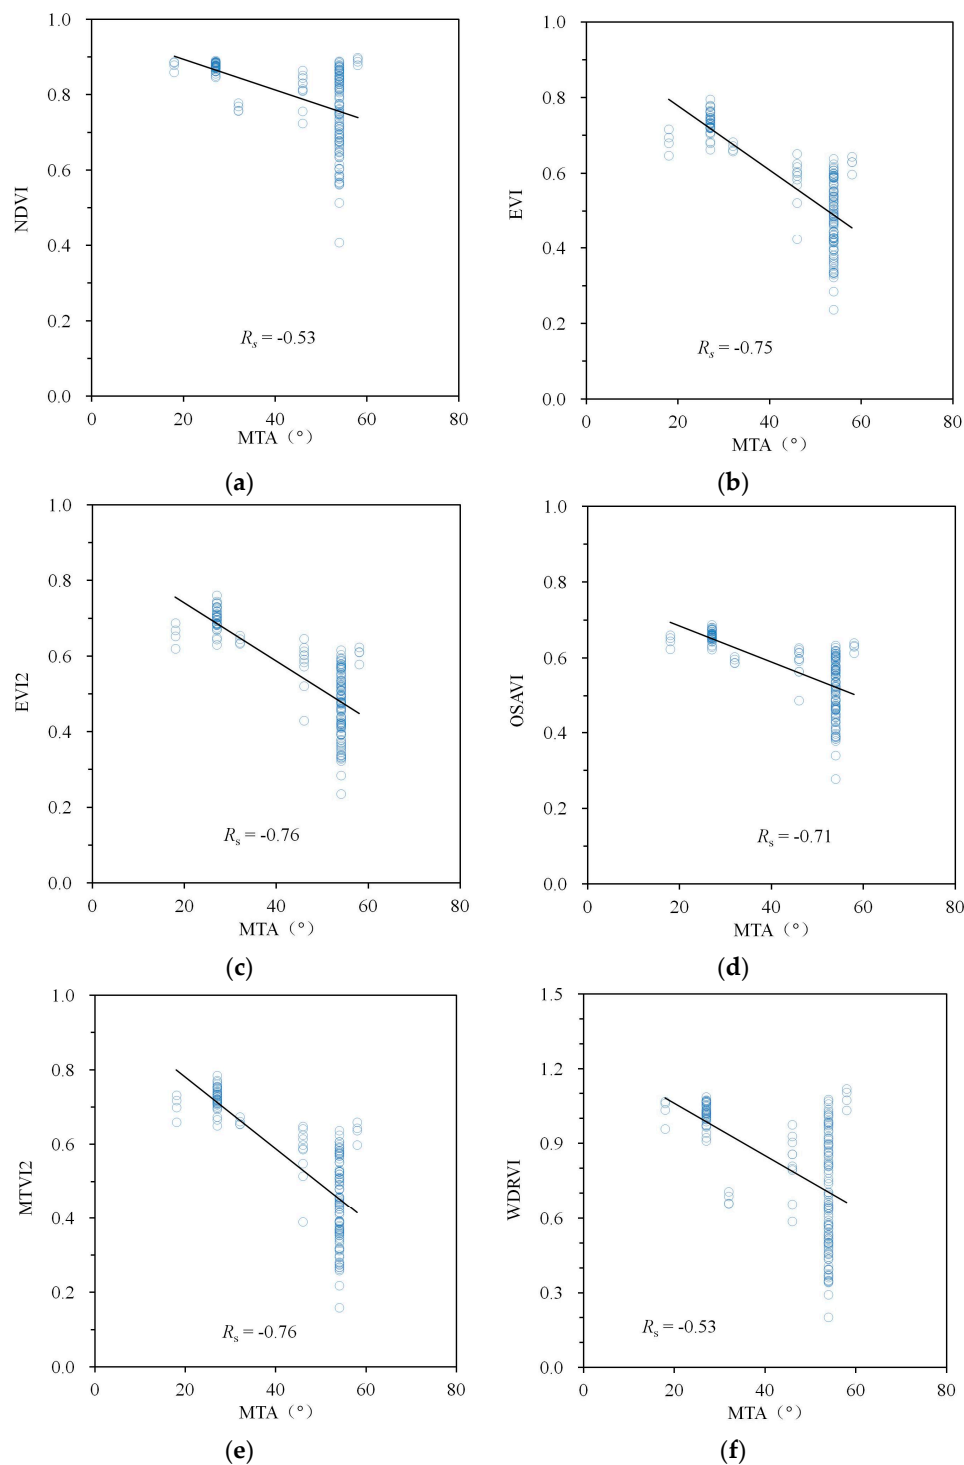 1.0
0.8
0.6
0.4
0.2
0.0
NDVI
R_s = -0.53
0 20 40 60 80
MTA（°）
(a)
1.0
0.8
0.6
0.4
0.2
0.0
EVI
R_s = -0.75
0 20 40 60 80
MTA（°）
(b)
1.0
0.8
0.6
0.4
0.2
0.0
EVI2
R_s = -0.76
0 20 40 60 80
MTA（°）
(c)
1.0
0.8
0.6
0.4
0.2
0.0
OSAVI
R_s = -0.71
0 20 40 60 80
MTA（°）
(d)
1.0
0.8
0.6
0.4
0.2
0.0
MTVI2
R_s = -0.76
0 20 40 60 80
MTA（°）
(e)
1.5
1.2
0.9
0.6
0.3
0.0
WDRVI
R_s = -0.53
0 20 40 60 80
MTA（°）
(f)